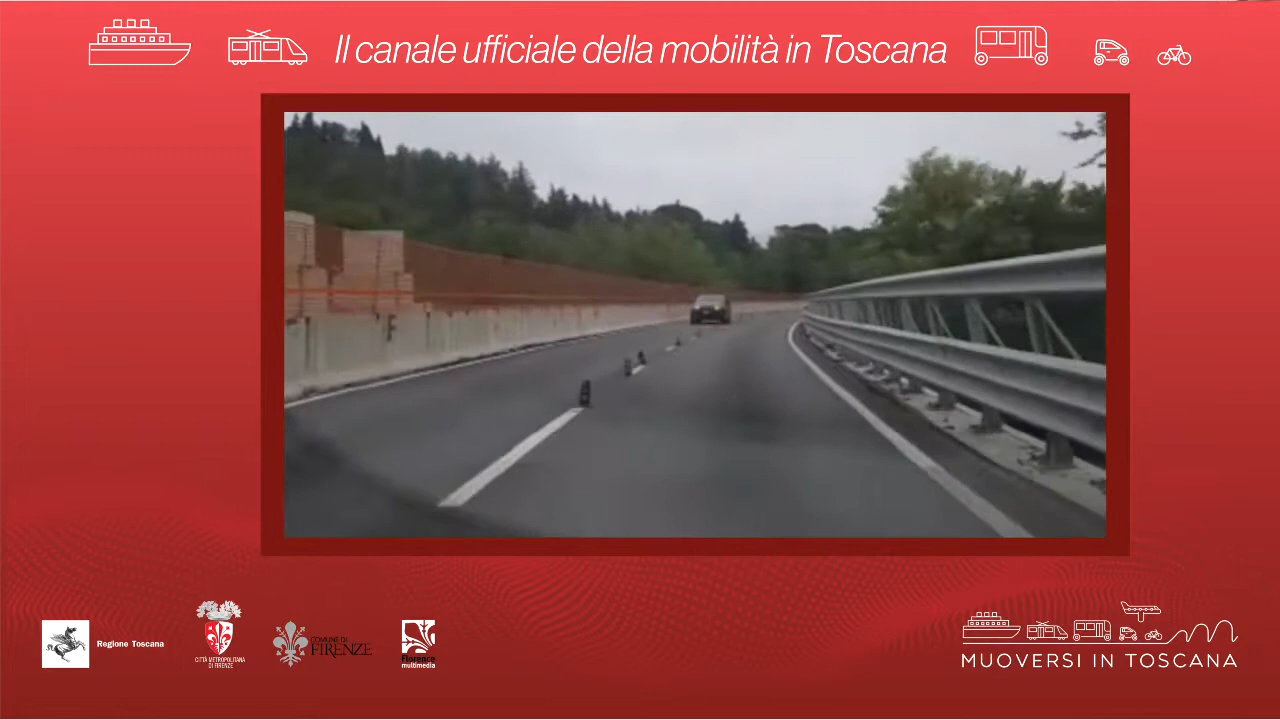 Il canale ufficiale della mobilità in Toscana
Regione Toscana
CITTÀ METROPOLITANA
DI FIRENZE
COMUNE DI
FIRENZE
florence
multimedia
MUOVERSI IN TOSCANA